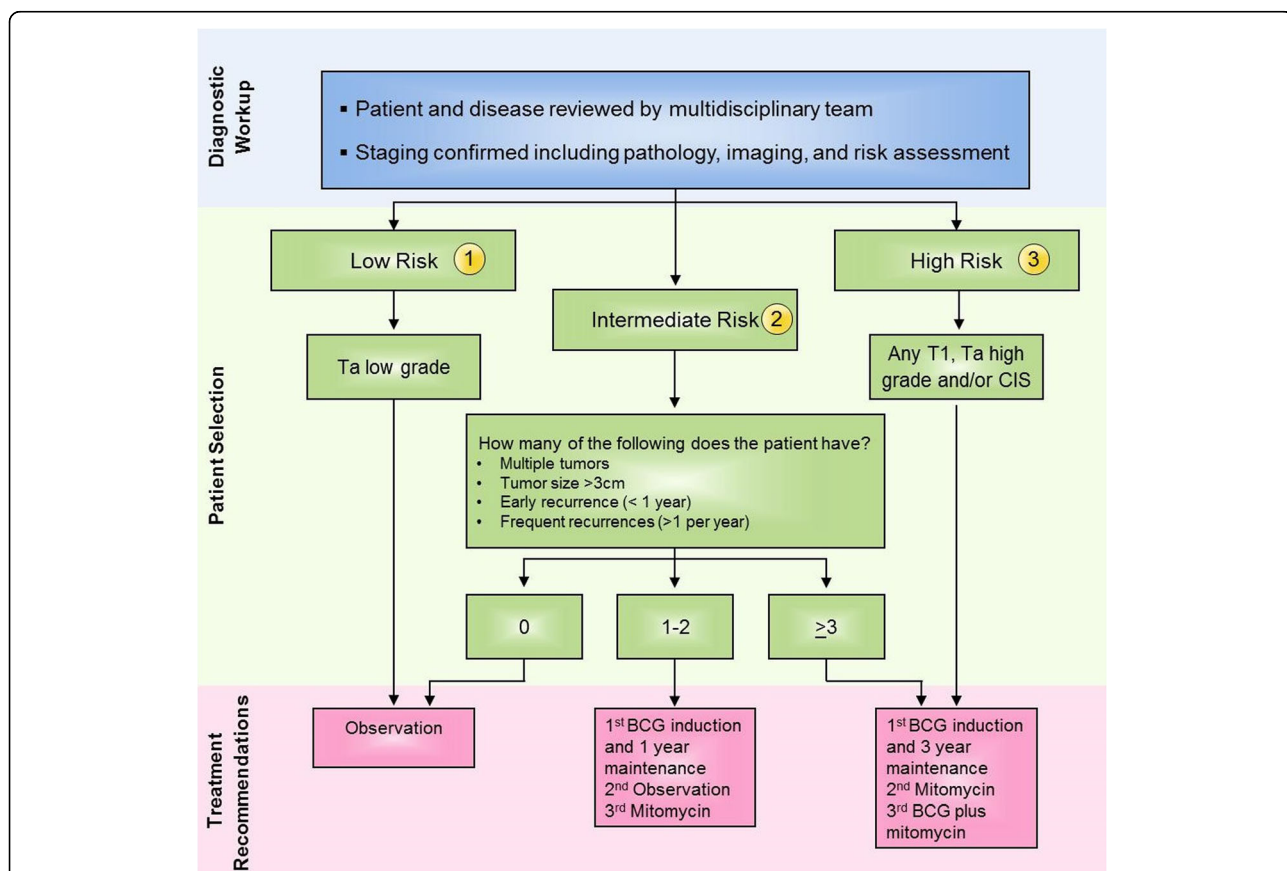 Diagnostic
Workup
▪ Patient and disease reviewed by multidisciplinary team
▪ Staging confirmed including pathology, imaging, and risk assessment
Patient Selection
Low Risk 1
High Risk 3
Intermediate Risk 2
Ta low grade
Any T1, Ta high
grade and/or CIS
How many of the following does the patient have?
• Multiple tumors
• Tumor size >3cm
• Early recurrence (< 1 year)
• Frequent recurrences (>1 per year)
0
1-2
≥3
Treatment
Recommendations
Observation
1st BCG induction
and 1 year
maintenance
2nd Observation
3rd Mitomycin
1st BCG induction
and 3 year
maintenance
2nd Mitomycin
3rd BCG plus
mitomycin